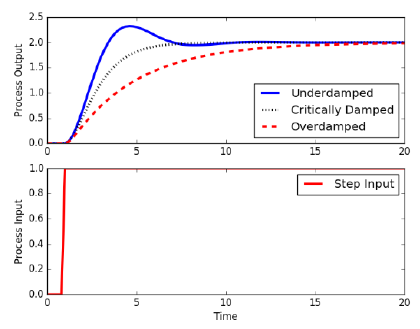 2.5
2.0
1.5
1.0
0.5
0.0
Process Output
Underdamped
Critically Damped
Overdamped
0 5 10 15 20
1.0
0.8
0.6
0.4
0.2
0.0
Process Input
Step Input
0 5 10 15 20
Time